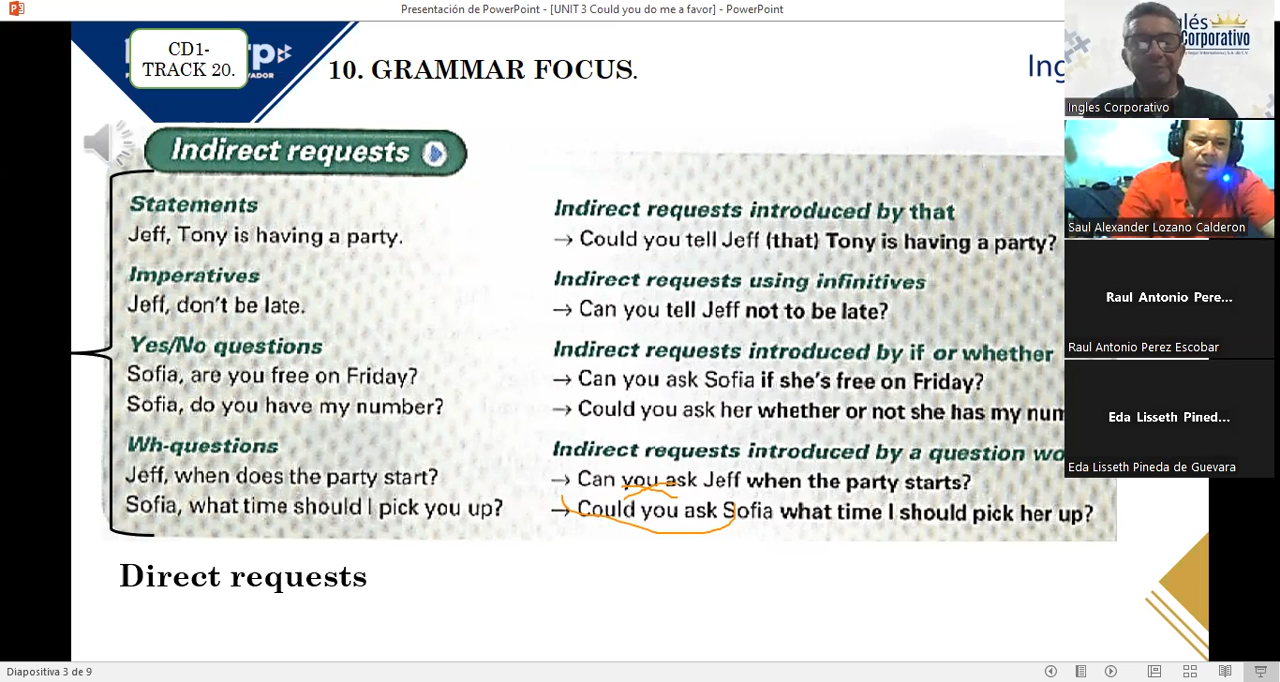 Presentación de PowerPoint - [UNIT 3 Could you do me a favor] - PowerPoint
CD1-
TRACK 20.
10. GRAMMAR FOCUS.
Indirect requests
Statements
Jeff, Tony is having a party.
Imperatives
Jeff, don't be late.
Yes/No questions
Sofia, are you free on Friday?
Sofia, do you have my number?
Wh-questions
Jeff, when does the party start?
Sofia, what time should I pick you up?
Indirect requests introduced by that
→ Could you tell Jeff (that) Tony is having a party?
Indirect requests using infinitives
→ Can you tell Jeff not to be late?
Indirect requests introduced by if or whether
→ Can you ask Sofia if she's free on Friday?
→ Could you ask her whether or not she has my num
Indirect requests introduced by a question wo
→ Can you ask Jeff when the party starts?
→ Could you ask Sofia what time I should pick her up?
Direct requests
Ing
glés
Corporativo
Ingles Corporativo
Saul Alexander Lozano Calderon
Raul Antonio Pere...
Raul Antonio Perez Escobar
Eda Lisseth Pined...
Eda Lisseth Pineda de Guevara
Diapositiva 3 de 9